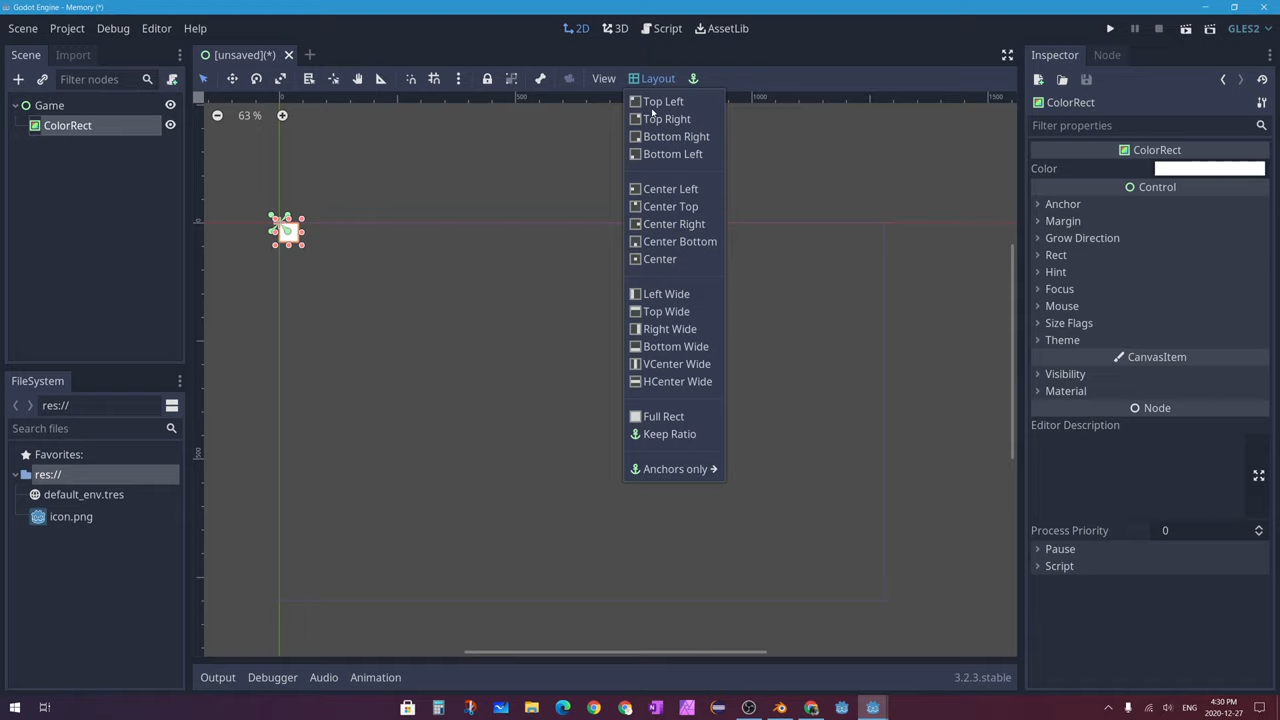 Godot Engine - Memory (*)
Scene Project Debug Editor Help
2D 3D Script AssetLib
GLES2
Scene Import
[unsaved](*)
Inspector Node
Filter nodes
View Layout
0 500 1000 1500
Game
ColorRect
63 %
Top Left
Top Right
Bottom Right
Bottom Left
Center Left
Center Top
Center Right
Center Bottom
Center
Left Wide
Top Wide
Right Wide
Bottom Wide
VCenter Wide
HCenter Wide
Full Rect
Keep Ratio
Anchors only
0
500
ColorRect
Filter properties
ColorRect
Color
Control
Anchor
Margin
Grow Direction
Rect
Hint
Focus
Mouse
Size Flags
Theme
CanvasItem
Visibility
Material
Node
Editor Description
Process Priority 0
Pause
Script
FileSystem
res://
Search files
Favorites:
res://
default_env.tres
icon.png
Output Debugger Audio Animation
3.2.3.stable
4:30 PM
2020-12-27